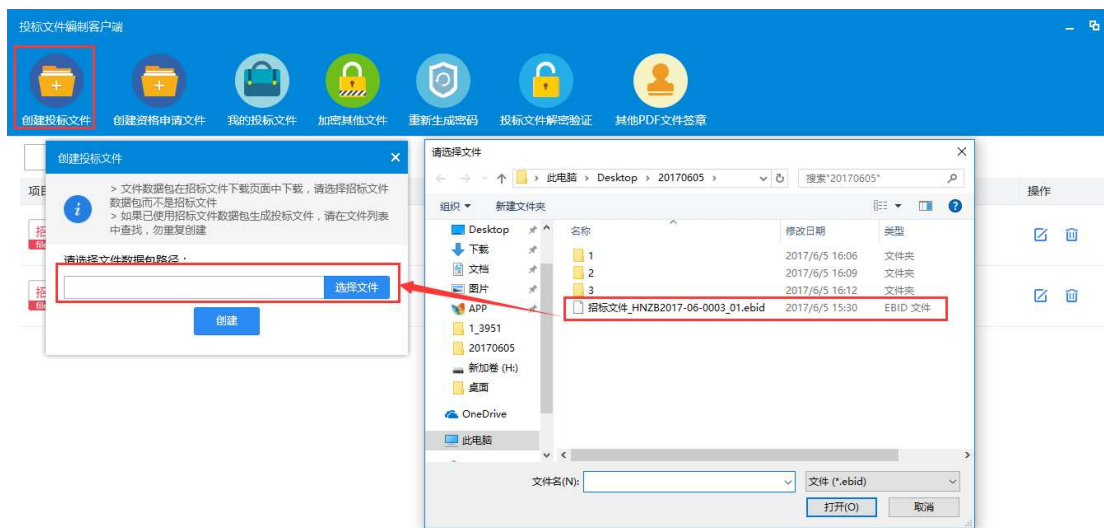 投标文件编制客户端
创建投标文件
创建资格申请文件
我的投标文件
加密其他文件
重新生成密码
投标文件解密验证
其他PDF文件签章
创建投标文件
> 文件数据包在招标文件下载页面中下载，请选择招标文件
数据包而不是招标文件
> 如果已使用招标文件数据包生成投标文件，请在文件列表
中查找，勿重复创建
请选择文件数据包路径：
选择文件
创建
项目
招
file
招
file
操作
请选择文件
此电脑 > Desktop > 20170605 >
搜索"20170605"
组织
新建文件夹
Desktop
下载
文档
图片
APP
1_3951
20170605
新加卷 (H:)
桌面
OneDrive
此电脑
名称 修改日期 类型
1 2017/6/5 16:06 文件夹
2 2017/6/5 16:09 文件夹
3 2017/6/5 16:12 文件夹
招标文件_HNZB2017-06-0003_01.ebid 2017/6/5 15:30 EBID 文件
文件名(N):
文件 (*.ebid)
打开(O)
取消